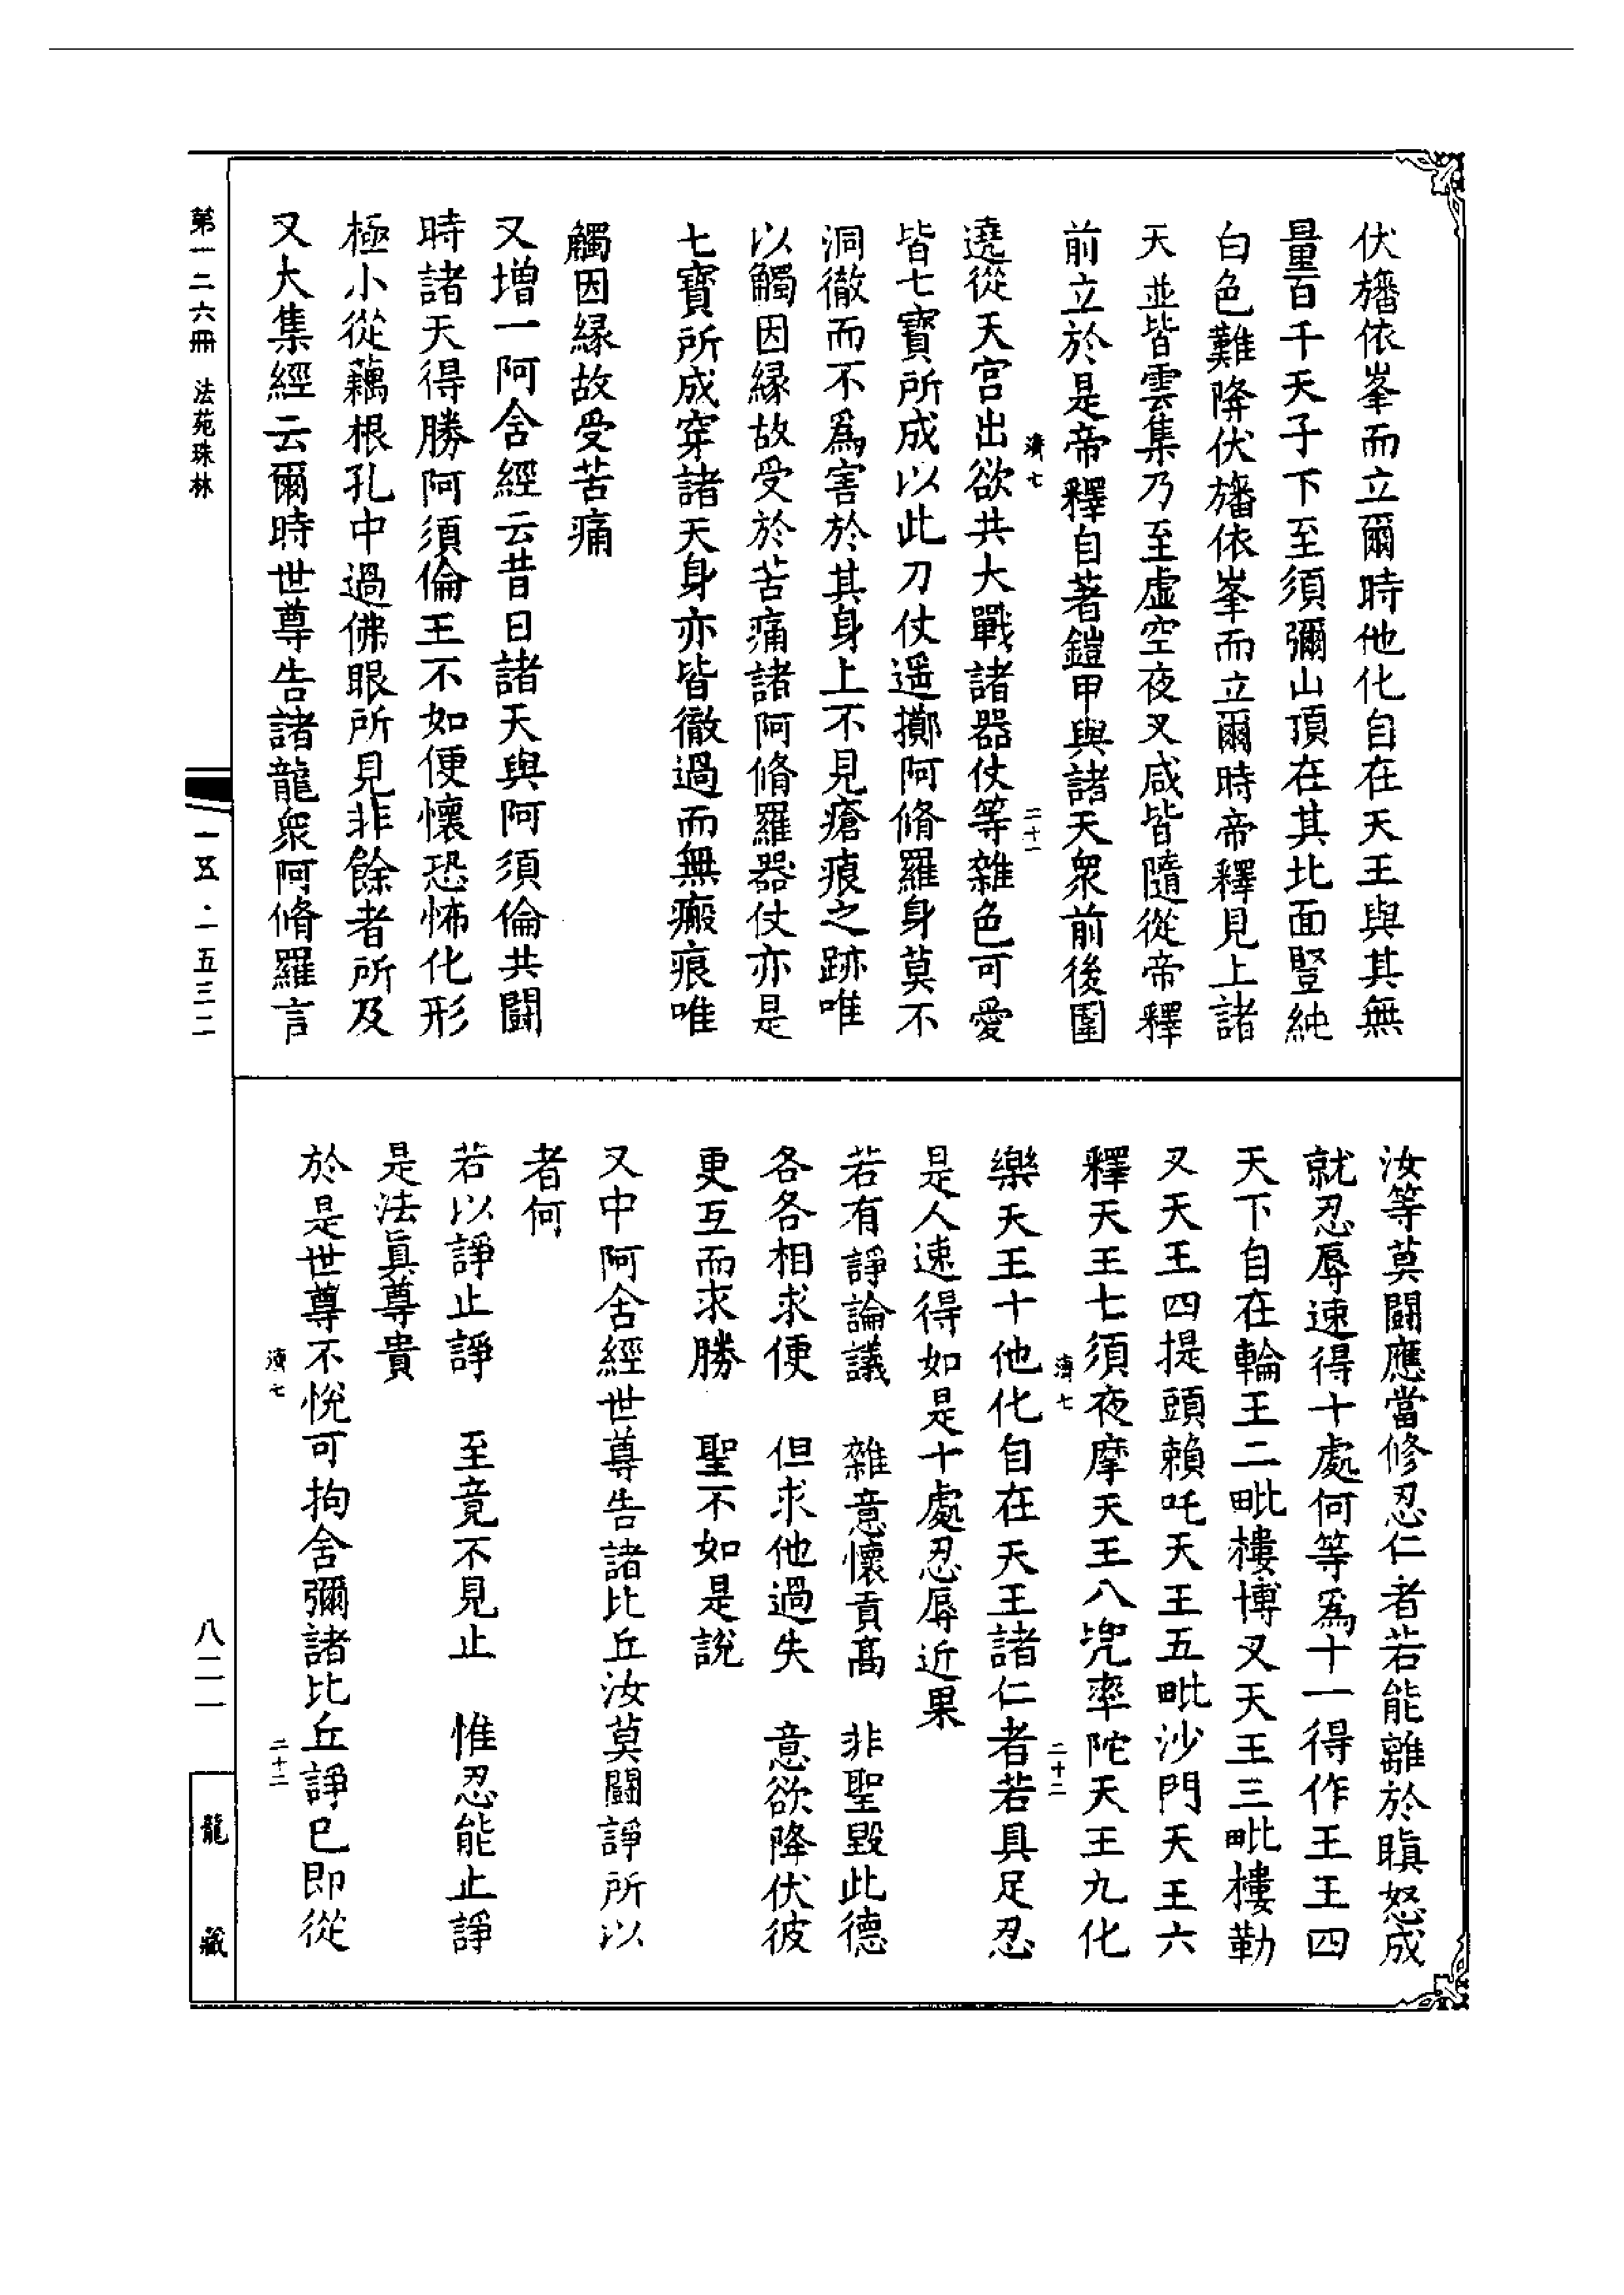 伏旛依峯而立爾時他化自在天王與其無
量百千天子下至須彌山頂在其北面豎純
白色難降伏旛依峯而立爾時帝釋見上諸
天並皆雲集乃至虛空夜叉咸皆隨從帝釋
前立於是帝釋自著鎧甲與諸天衆前後圍
濟七
二十一
遶從天宮出欲共大戰諸器仗等雜色可愛
皆七寶所成以此刀仗遥擲阿脩羅身莫不
洞徹而不爲害於其身上不見瘡痕之跡唯
以觸因縁故受於苦痛諸阿脩羅器仗亦是
七寶所成穿諸天身亦皆徹過而無瘢痕唯
觸因縁故受苦痛
又增一阿含經云昔日諸天與阿須倫共鬪
時諸天得勝阿須倫王不如便懷恐怖化形
極小從藕根孔中過佛眼所見非餘者所及
又大集經云爾時世尊告諸龍衆阿脩羅言
汝等莫鬪應當修忍仁者若能離於瞋怒成
就忍辱速得十處何等爲十一得作王王四
天下自在輪王二毗樓博叉天王三毗樓勒
叉天王四提頭賴吒天王五毗沙門天王六
釋天王七須夜摩天王八兜率陀天王九化
濟七
二十二
樂天王十他化自在天王諸仁者若具足忍
是人速得如是十處忍辱近果
若有諍論議　雜意懷貢高　非聖毀此德
各各相求便　但求他過失　意欲降伏彼
更互而求勝　聖不如是說
又中阿含經世尊告諸比丘汝莫鬪諍所以
者何
若以諍止諍　至竟不見止　惟忍能止諍
是法眞尊貴
於是世尊不悅可拘舍彌諸比丘諍已即從
濟七
二十二
第一二六冊　法苑珠林
一五·一五三二
八二一
龍藏